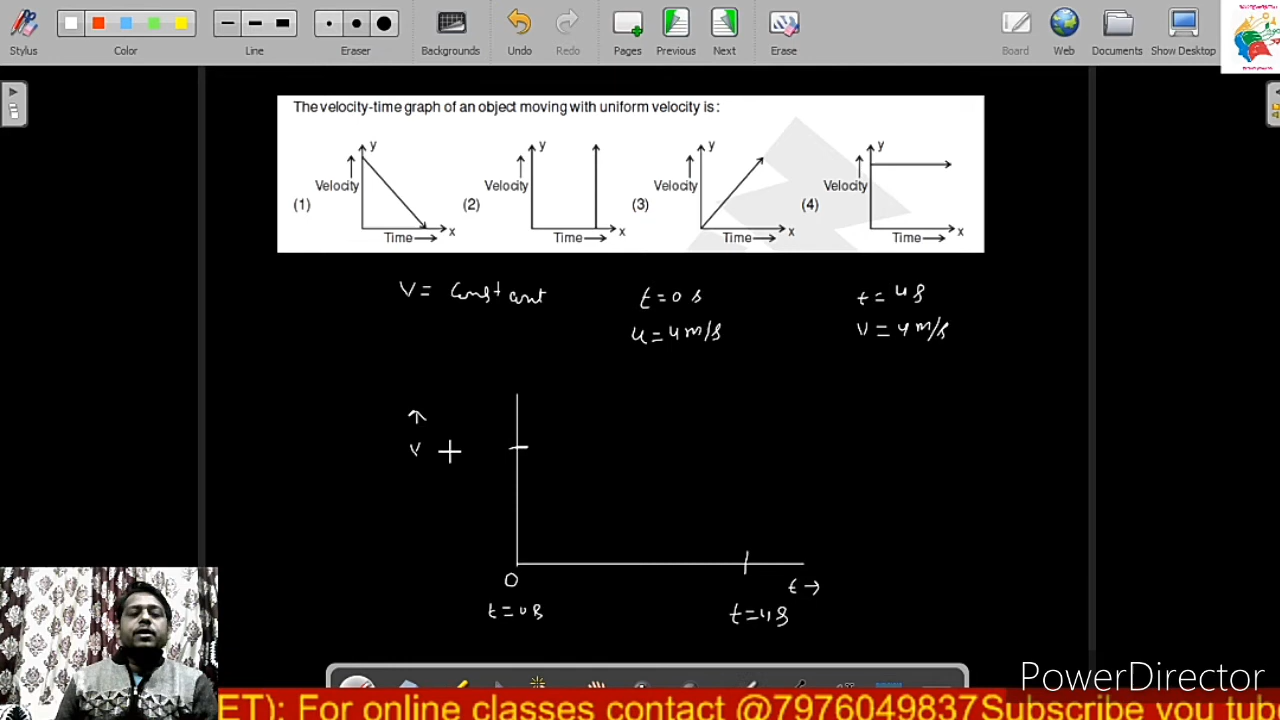 Stylus Color Line Eraser Backgrounds Undo Redo Pages Previous Next Erase Board Web Documents Show Desktop
The velocity-time graph of an object moving with uniform velocity is:
(1) y Velocity Time x
(2) y Velocity Time x
(3) y Velocity Time x
(4) y Velocity Time x
V = Constant
t = 0 s
u = 4 m/s
t = 4 s
v = 4 m/s
v
0
t →
t = 0 s
t = 4 s
PowerDirector
ET): For online classes contact @7976049837Subscribe you tube